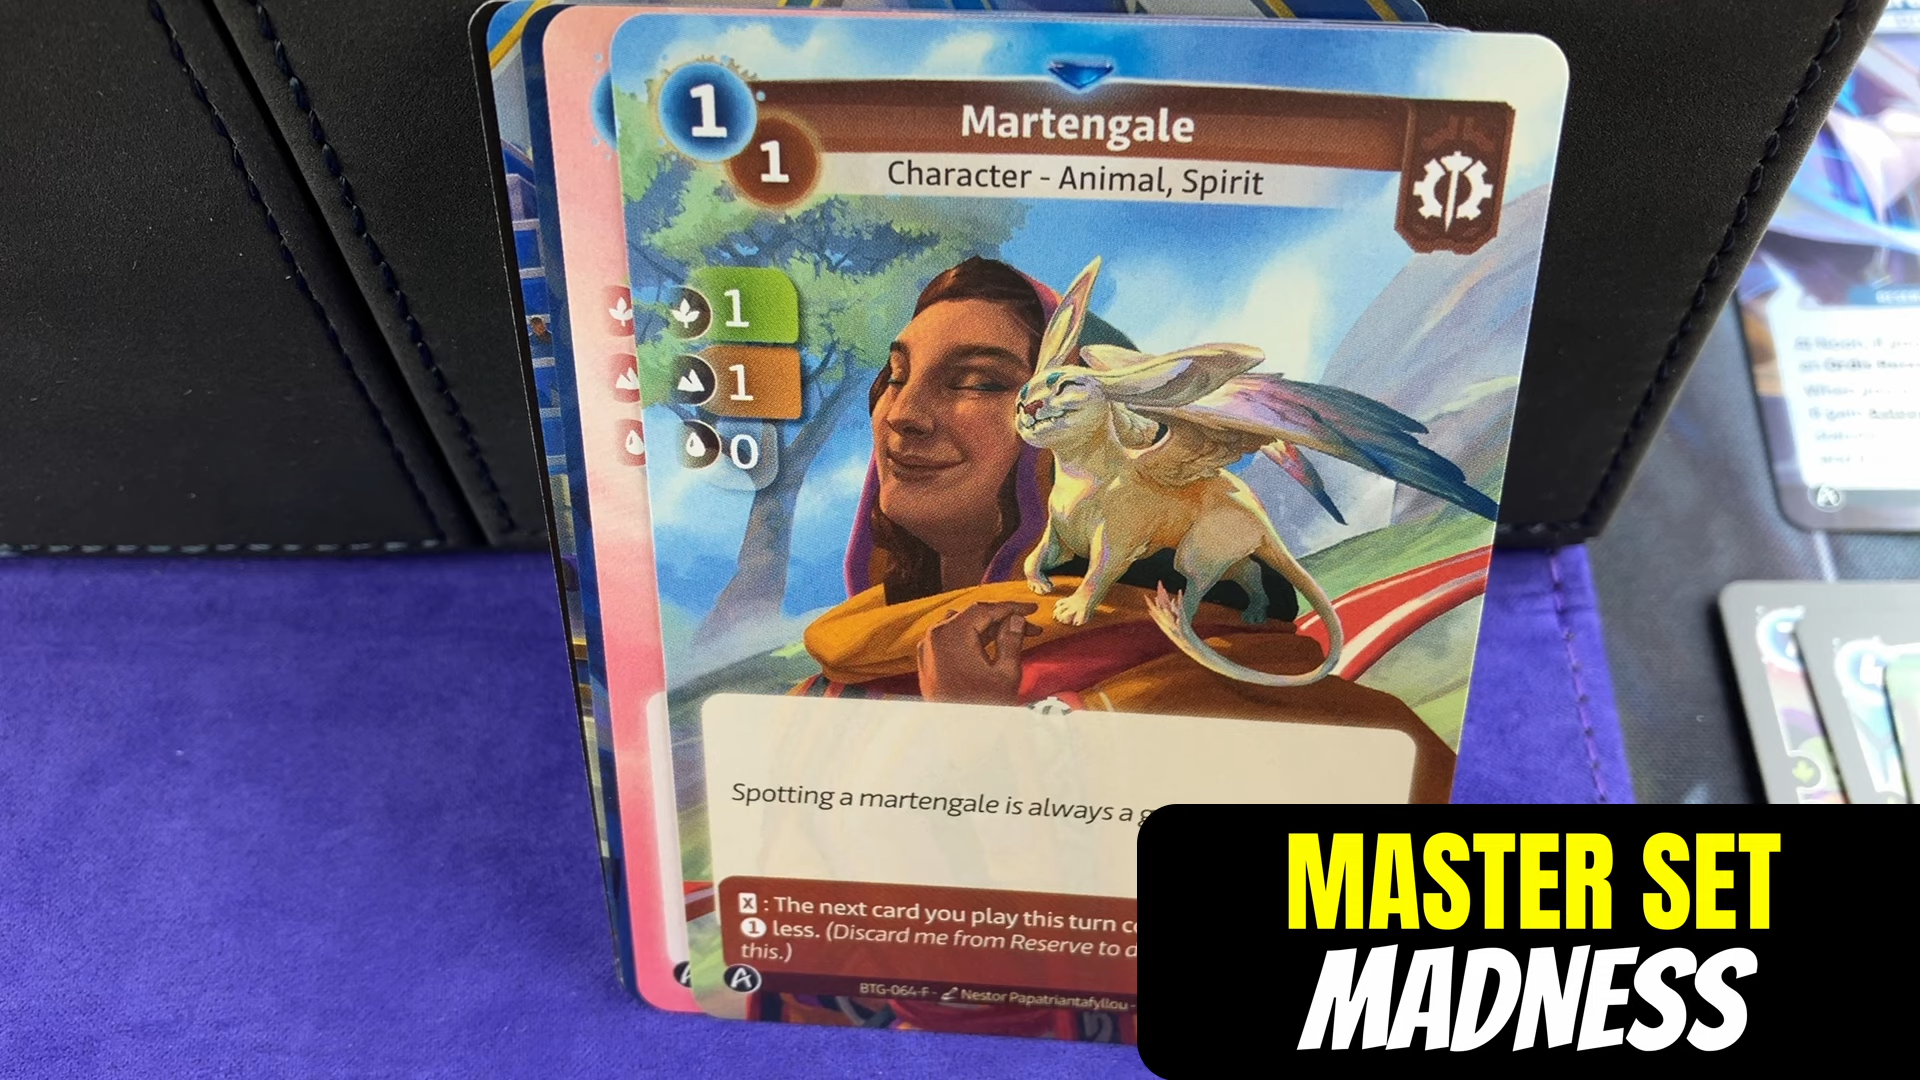 1
Martengale
1
Character - Animal, Spirit
1
1
0
Spotting a martengale is always a
X : The next card you play this turn
1 less. (Discard me from Reserve to
this.)
A
BTG-064-F - Nestor Papatriantafyllou -
MASTER SET
MADNESS